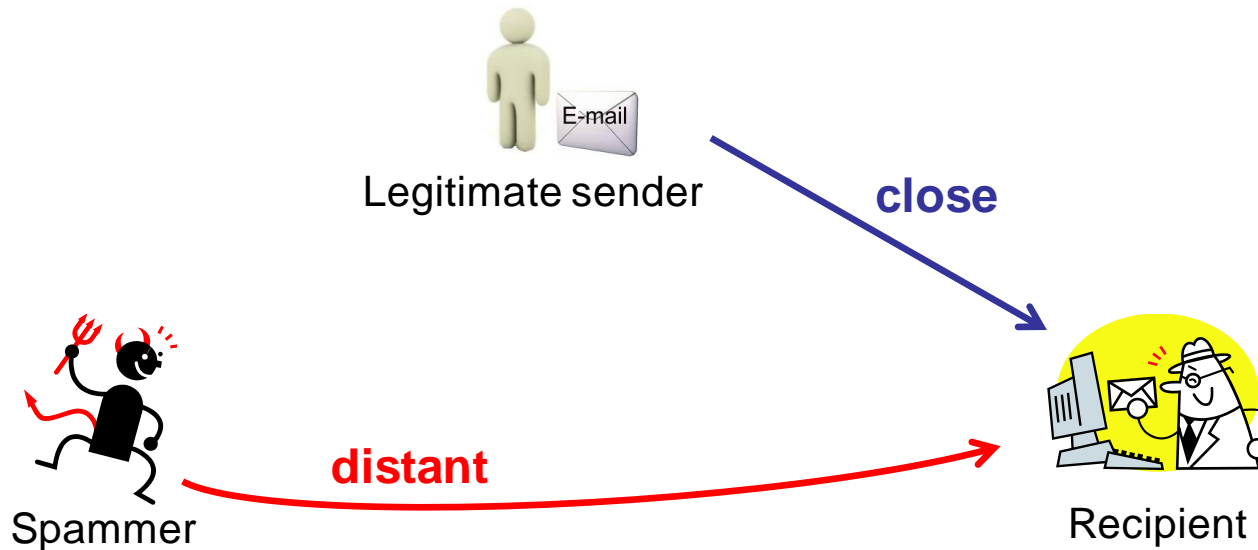 E-mail
Legitimate sender
close
distant
Spammer
Recipient